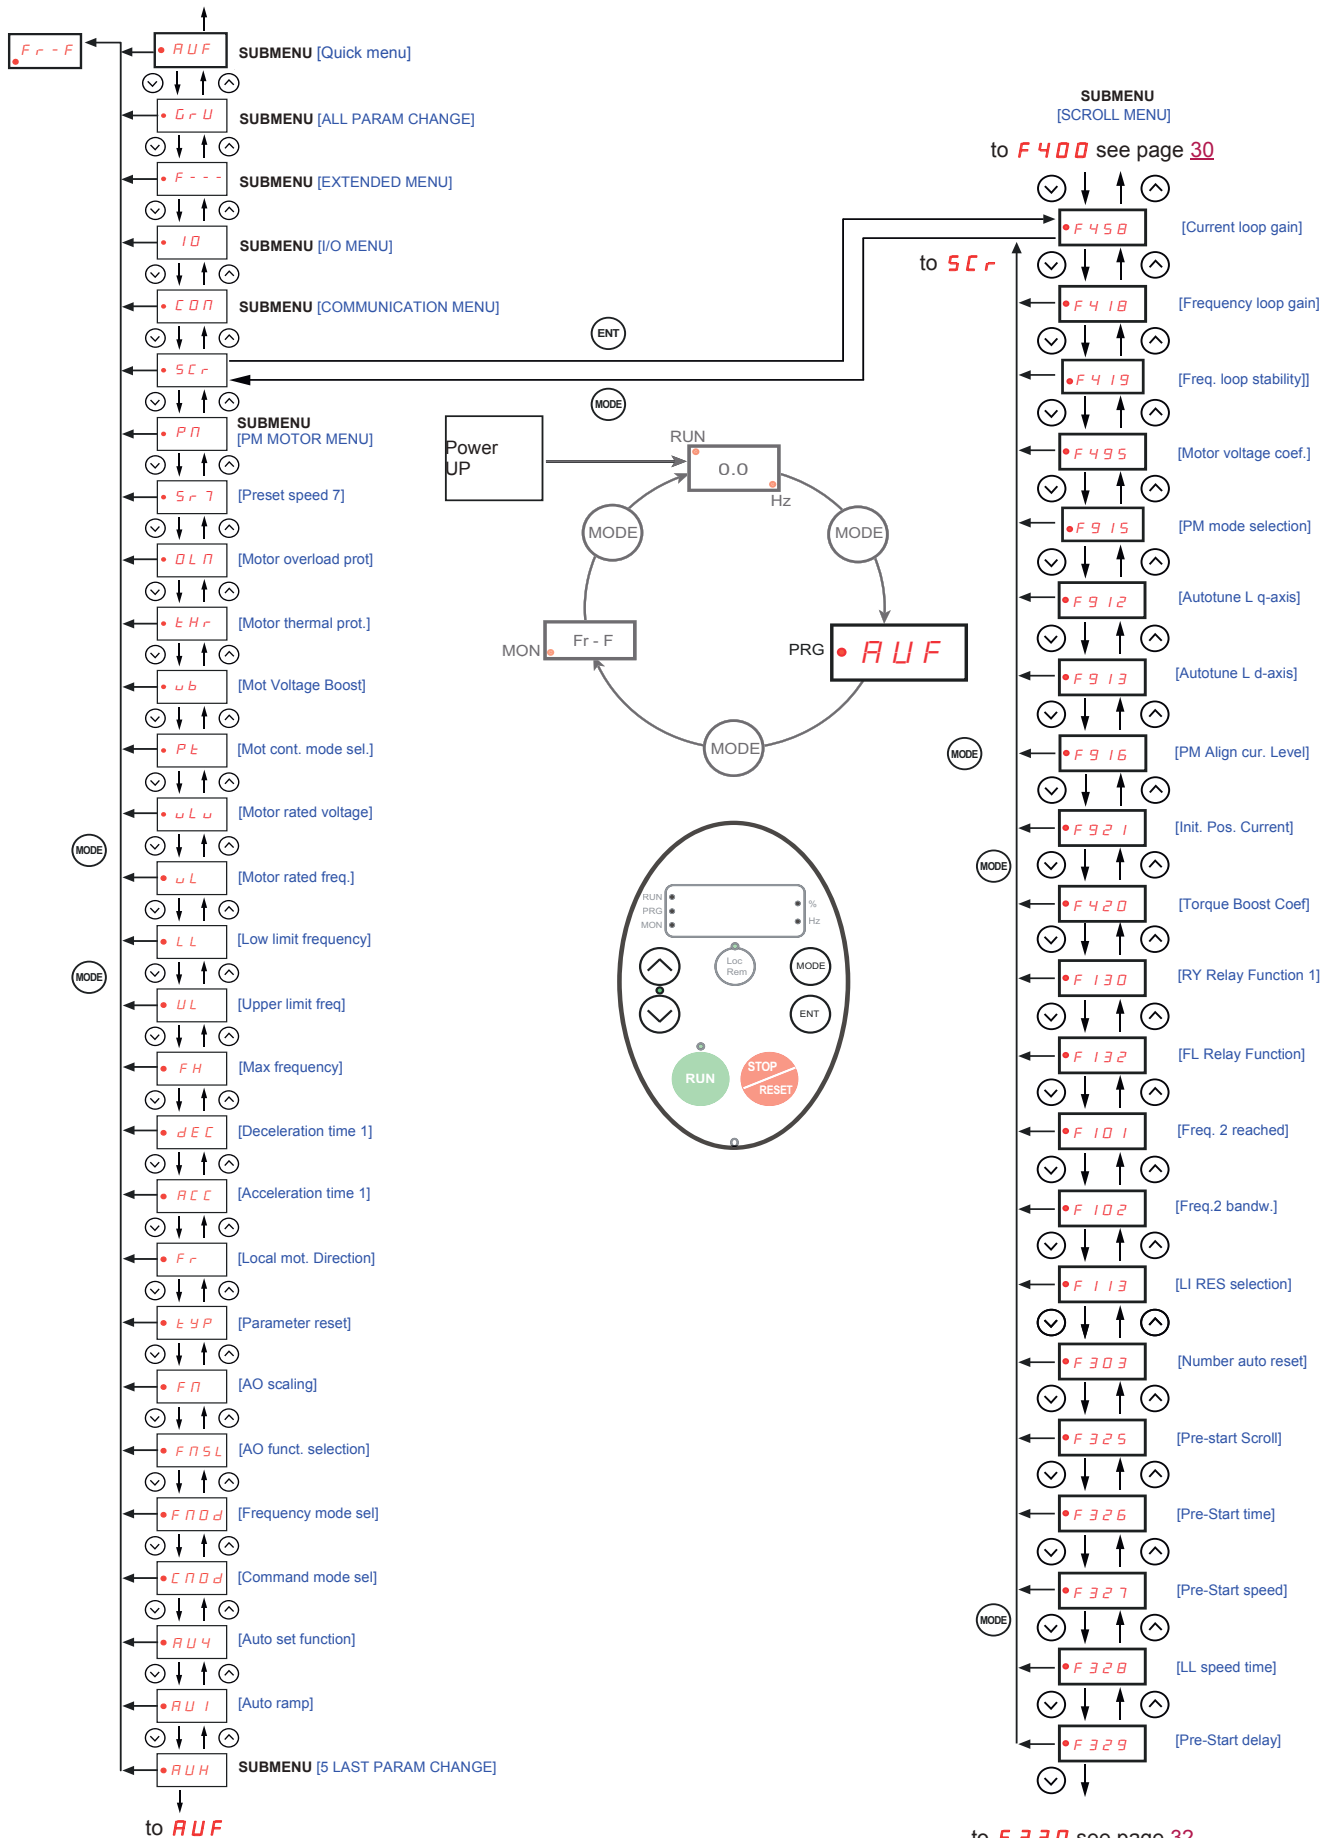 Fr-F
AUF
SUBMENU [Quick menu]
GrU
SUBMENU [ALL PARAM CHANGE]
F---
SUBMENU [EXTENDED MENU]
IO
SUBMENU [I/O MENU]
COM
SUBMENU [COMMUNICATION MENU]
SCr
PM
SUBMENU
[PM MOTOR MENU]
Sr7
[Preset speed 7]
OLM
[Motor overload prot]
tHr
[Motor thermal prot.]
ub
[Mot Voltage Boost]
Pt
[Mot cont. mode sel.]
uLu
[Motor rated voltage]
MODE
uL
[Motor rated freq.]
LL
[Low limit frequency]
MODE
UL
[Upper limit freq]
FH
[Max frequency]
dEC
[Deceleration time 1]
ACC
[Acceleration time 1]
Fr
[Local mot. Direction]
tYP
[Parameter reset]
FM
[AO scaling]
FMSL
[AO funct. selection]
FMOd
[Frequency mode sel]
CMOd
[Command mode sel]
AU4
[Auto set function]
AU1
[Auto ramp]
AUH
SUBMENU [5 LAST PARAM CHANGE]
to AUF
ENT
MODE
Power
UP
RUN
0.0
Hz
MODE
MODE
MON
Fr - F
PRG
AUF
MODE
RUN
PRG
MON
%
Hz
Loc
Rem
MODE
ENT
RUN
STOP
RESET
SUBMENU
[SCROLL MENU]
to F400 see page 30
F458
[Current loop gain]
to SCr
F418
[Frequency loop gain]
F419
[Freq. loop stability]]
F495
[Motor voltage coef.]
F915
[PM mode selection]
F912
[Autotune L q-axis]
F913
[Autotune L d-axis]
MODE
F916
[PM Align cur. Level]
F921
[Init. Pos. Current]
MODE
F420
[Torque Boost Coef]
F130
[RY Relay Function 1]
F132
[FL Relay Function]
F101
[Freq. 2 reached]
F102
[Freq.2 bandw.]
F113
[LI RES selection]
F303
[Number auto reset]
F325
[Pre-start Scroll]
F326
[Pre-Start time]
F327
[Pre-Start speed]
MODE
F328
[LL speed time]
F329
[Pre-Start delay]
to F330 see page 32